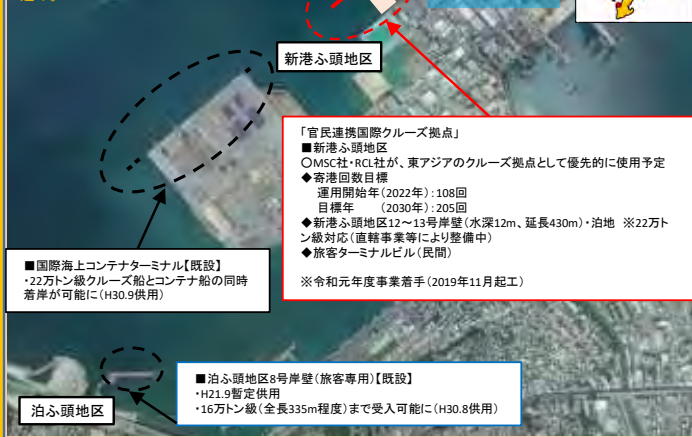 新港ふ頭地区
「官民連携国際クルーズ拠点」
■新港ふ頭地区
〇MSC社・RCL社が、東アジアのクルーズ拠点として優先的に使用予定
◆寄港回数目標
運用開始年(2022年):108回
目標年　　(2030年):205回
◆新港ふ頭地区12～13号岸壁(水深12m、延長430m)・泊地 ※22万ト
ン級対応(直轄事業等により整備中)
◆旅客ターミナルビル(民間)
※令和元年度事業着手(2019年11月起工)
■国際海上コンテナターミナル【既設】
・22万トン級クルーズ船とコンテナ船の同時
着岸が可能に(H30.9供用)
■泊ふ頭地区8号岸壁(旅客専用)【既設】
・H21.9暫定供用
・16万トン級(全長335m程度)まで受入可能に(H30.8供用)
泊ふ頭地区